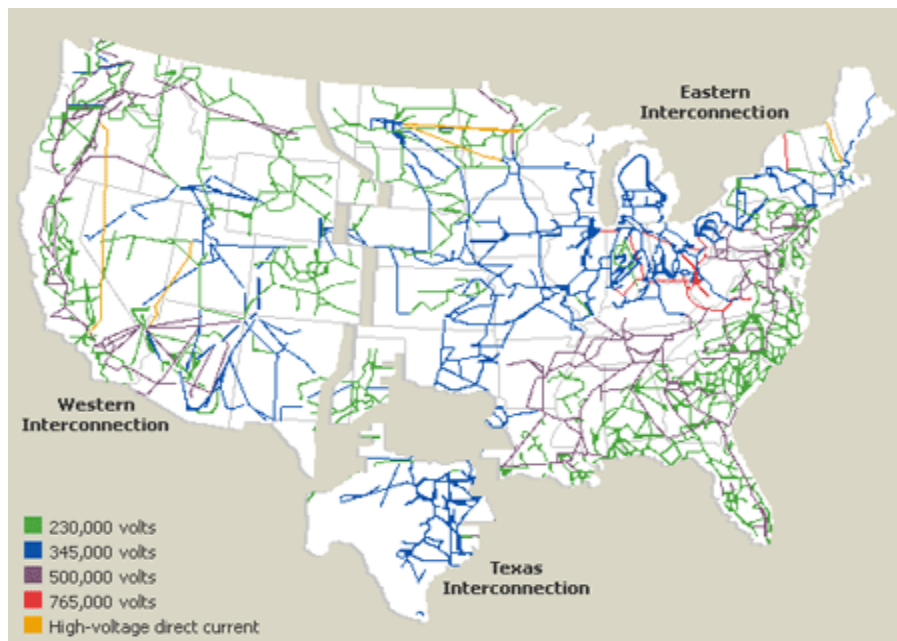 Eastern
Interconnection
Western
Interconnection
Texas
Interconnection
230,000 volts
345,000 volts
500,000 volts
765,000 volts
High-voltage direct current